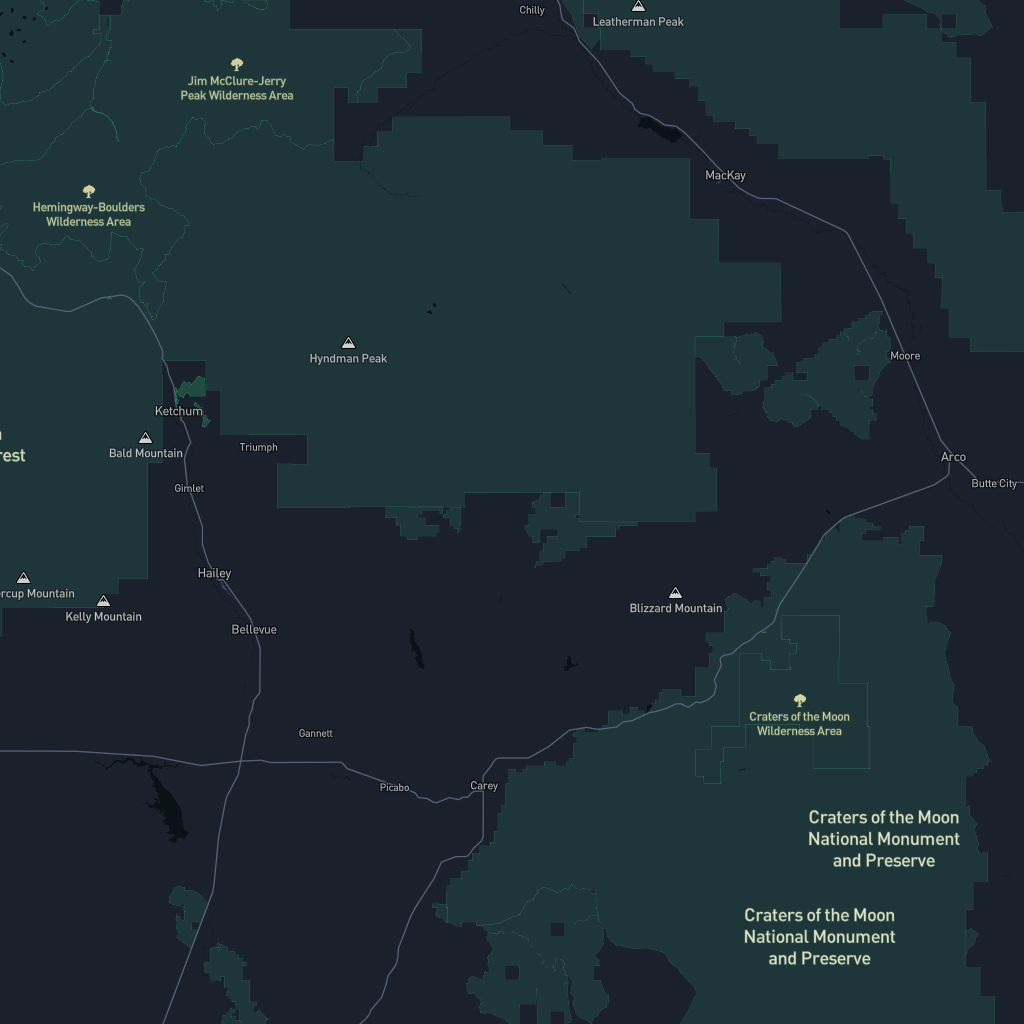 Chilly
Leatherman Peak
Jim McClure-Jerry
Peak Wilderness Area
MacKay
Hemingway-Boulders
Wilderness Area
Hyndman Peak
Moore
Ketchum
Triumph
Bald Mountain
rest
Arco
Butte City
Gimlet
Hailey
ercup Mountain
Kelly Mountain
Blizzard Mountain
Bellevue
Craters of the Moon
Wilderness Area
Gannett
Picabo
Carey
Craters of the Moon
National Monument
and Preserve
Craters of the Moon
National Monument
and Preserve